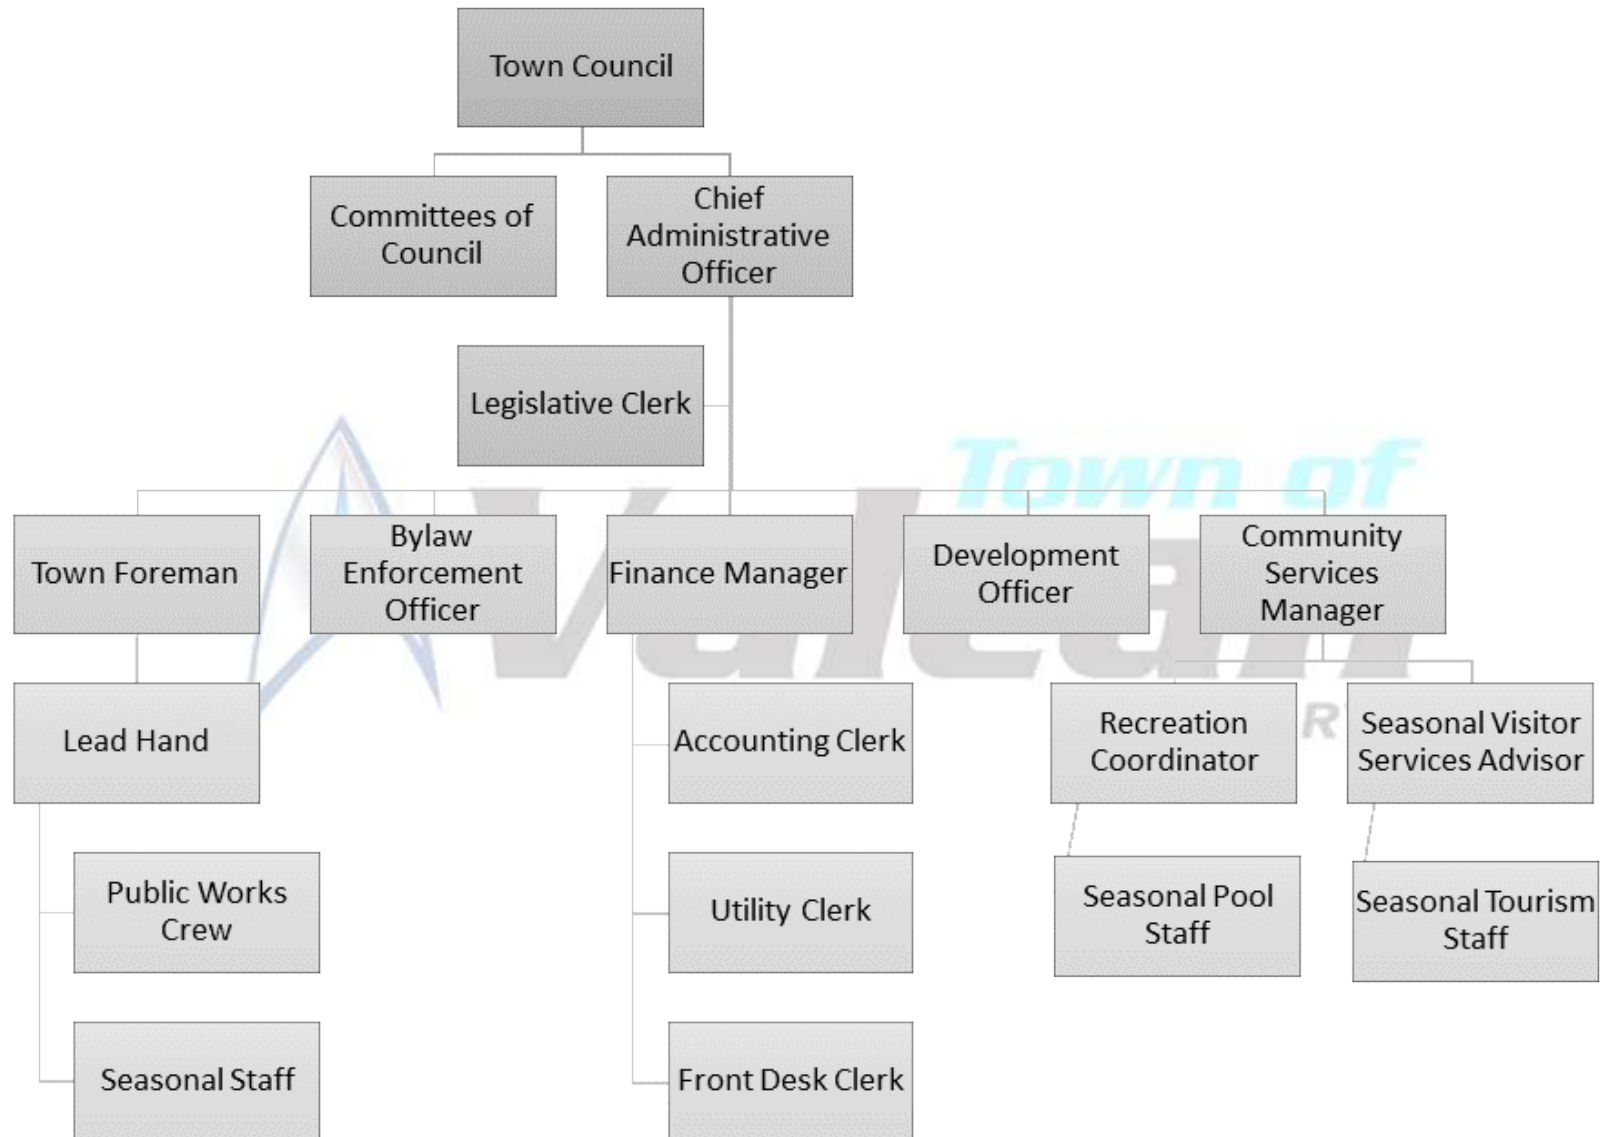 Town Council
Committees of
Council
Chief
Administrative
Officer
Legislative Clerk
Town of
Vulcan
Town Foreman
Bylaw
Enforcement
Officer
Finance Manager
Development
Officer
Community
Services
Manager
Lead Hand
Accounting Clerk
Recreation
Coordinator
Seasonal Visitor
Services Advisor
Public Works
Crew
Utility Clerk
Seasonal Pool
Staff
Seasonal Tourism
Staff
Seasonal Staff
Front Desk Clerk